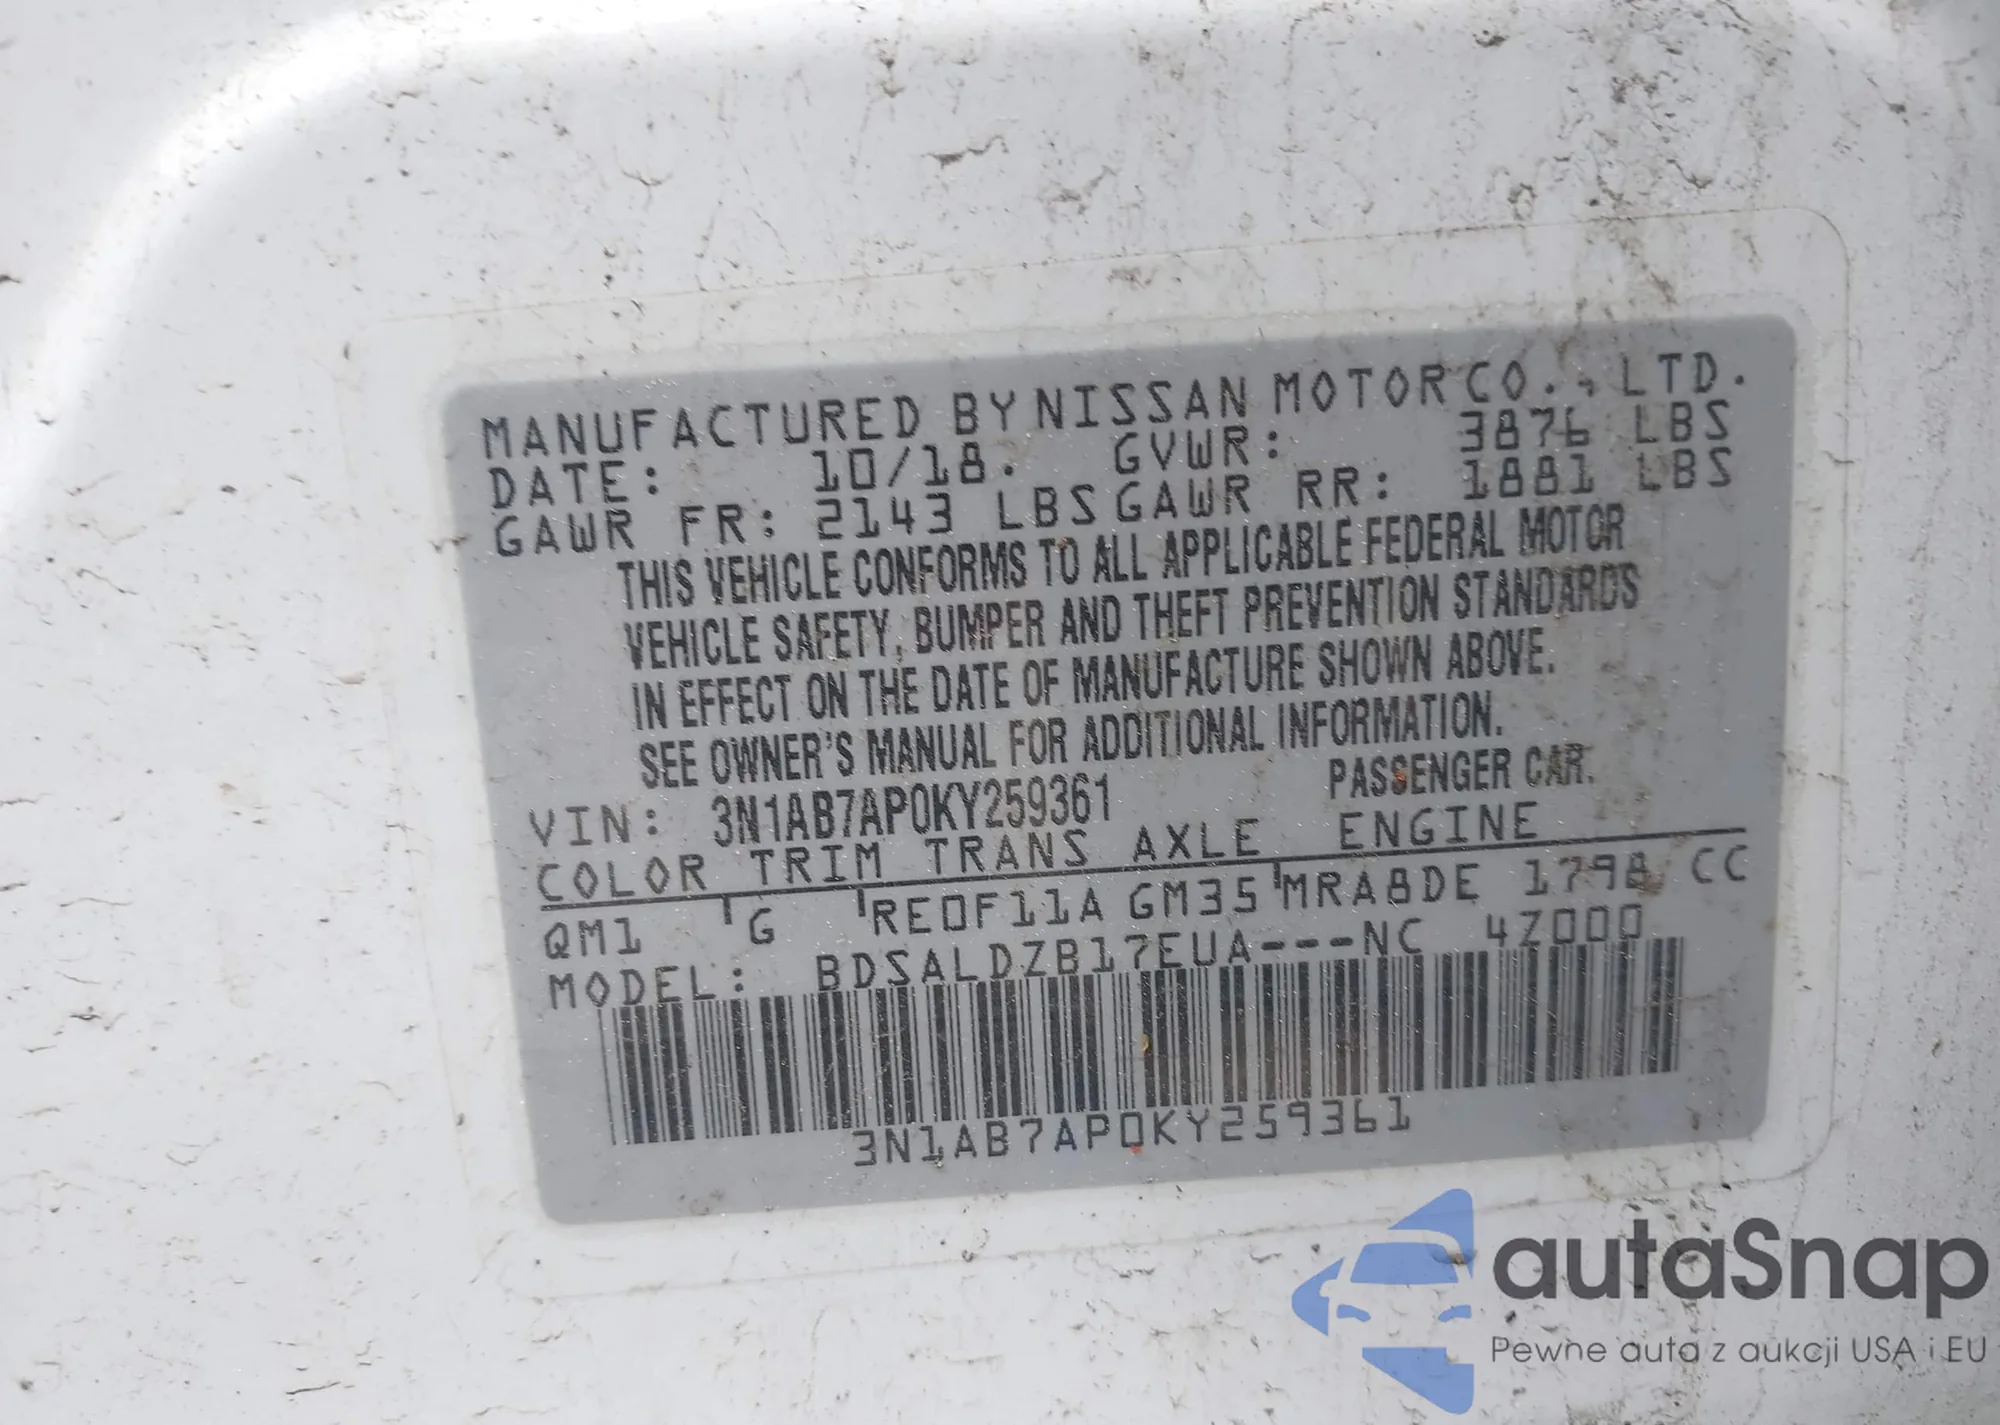 MANUFACTURED BY NISSAN MOTOR CO., LTD.
DATE: 10/18. GVWR: 3876 LBS
GAWR FR: 2143 LBS GAWR RR: 1881 LBS
THIS VEHICLE CONFORMS TO ALL APPLICABLE FEDERAL MOTOR
VEHICLE SAFETY, BUMPER AND THEFT PREVENTION STANDARDS
IN EFFECT ON THE DATE OF MANUFACTURE SHOWN ABOVE.
SEE OWNER'S MANUAL FOR ADDITIONAL INFORMATION.
VIN: 3N1AB7AP0KY259361 PASSENGER CAR.
COLOR TRIM TRANS AXLE ENGINE
QM1 G RE0F11A GM35 MRA8DE 1798 CC
MODEL: BDSALDZB17EUA---NC 4Z000
3N1AB7AP0KY259361
autaSnap
Pewne auta z aukcji USA i EU